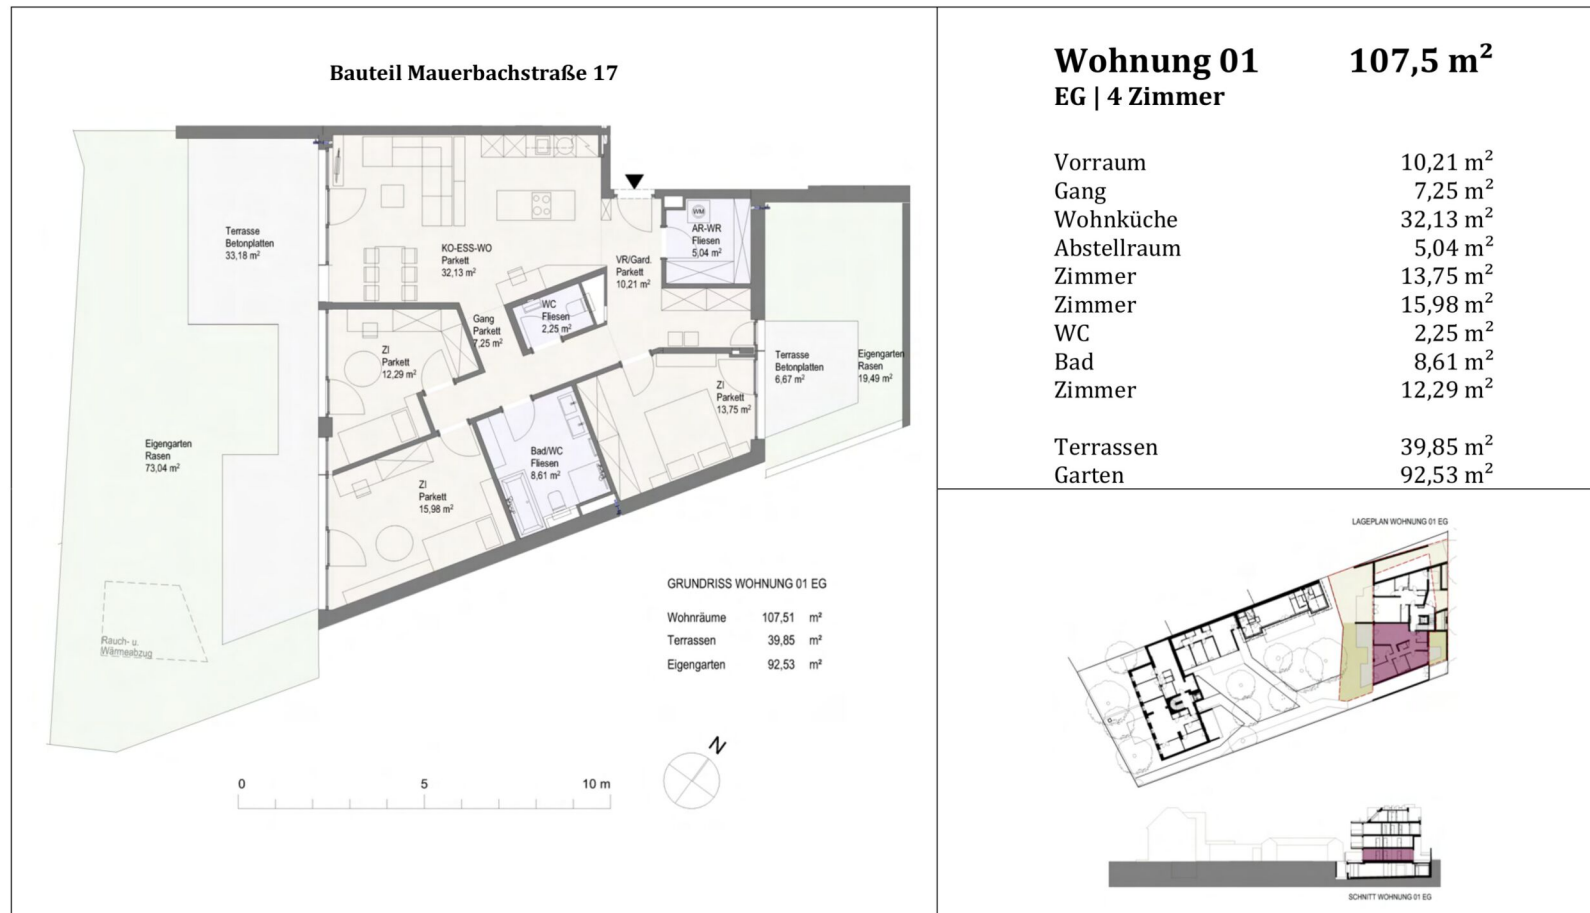 Bauteil Mauerbachstraße 17
Terrasse
Betonplatten
33,18 m²
KO-ESS-WO
Parkett
32,13 m²
VR/Gard.
Parkett
10,21 m²
WM
AR-WR
Fliesen
5,04 m²
WC
Fliesen
2,25 m²
Gang
Parkett
7,25 m²
ZI
Parkett
12,29 m²
ZI
Parkett
13,75 m²
Terrasse
Betonplatten
6,67 m²
Eigengarten
Rasen
19,49 m²
Eigengarten
Rasen
73,04 m²
Bad/WC
Fliesen
8,61 m²
ZI
Parkett
15,98 m²
Rauch- u.
Wärmeabzug
GRUNDRISS WOHNUNG 01 EG
Wohnräume 107,51 m²
Terrassen 39,85 m²
Eigengarten 92,53 m²
N
0 5 10 m
Wohnung 01 107,5 m²
EG | 4 Zimmer
Vorraum 10,21 m²
Gang 7,25 m²
Wohnküche 32,13 m²
Abstellraum 5,04 m²
Zimmer 13,75 m²
Zimmer 15,98 m²
WC 2,25 m²
Bad 8,61 m²
Zimmer 12,29 m²
Terrassen 39,85 m²
Garten 92,53 m²
LAGEPLAN WOHNUNG 01 EG
SCHNITT WOHNUNG 01 EG